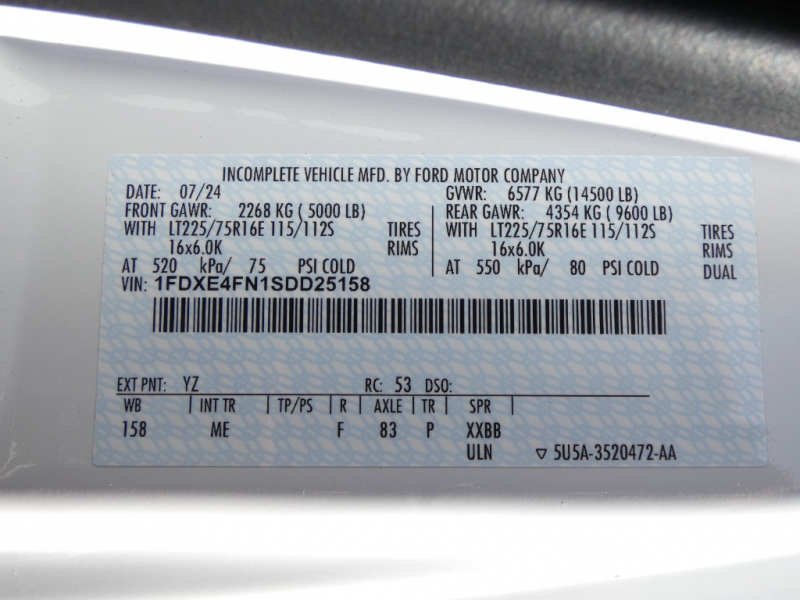 INCOMPLETE VEHICLE MFD. BY FORD MOTOR COMPANY
DATE: 07/24 GVWR: 6577 KG (14500 LB)
FRONT GAWR: 2268 KG ( 5000 LB) REAR GAWR: 4354 KG ( 9600 LB)
WITH LT225/75R16E 115/112S TIRES WITH LT225/75R16E 115/112S TIRES
16x6.0K RIMS 16x6.0K RIMS
AT 520 kPa/ 75 PSI COLD AT 550 kPa/ 80 PSI COLD DUAL
VIN: 1FDXE4FN1SDD25158
EXT PNT: YZ RC: 53 DSO:
WB | INT TR | TP/PS | R | AXLE | TR | SPR |
158 ME F 83 P XXBB
ULN ▽ 5U5A-3520472-AA